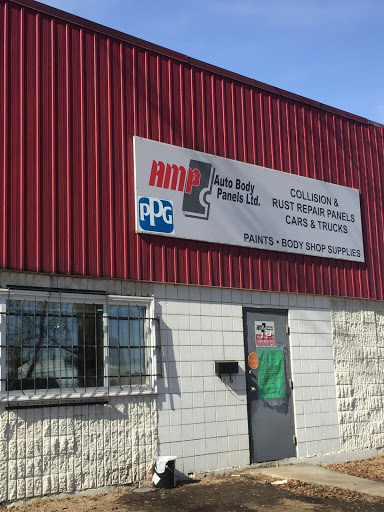 AMP
Auto Body
Panels Ltd.
PPG
COLLISION &
RUST REPAIR PANELS
CARS & TRUCKS
PAINTS • BODY SHOP SUPPLIES